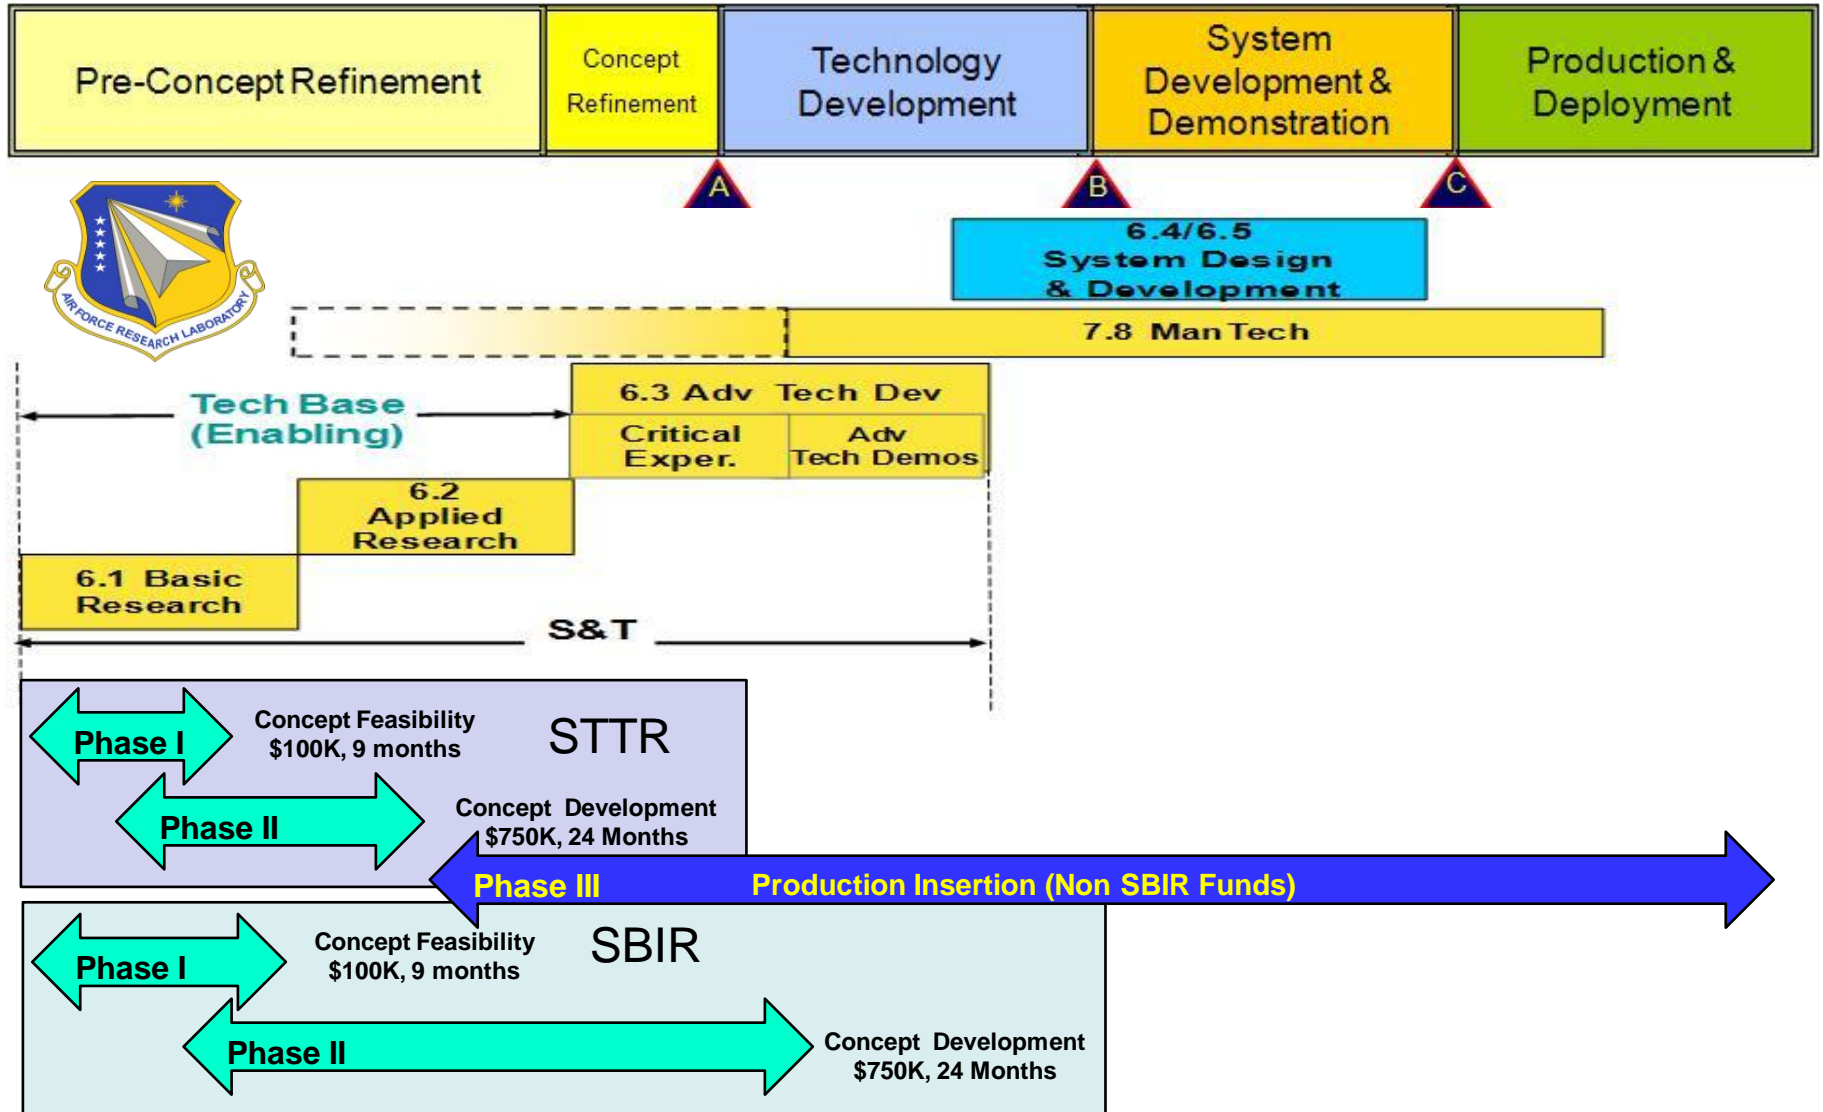 Pre-Concept Refinement
Concept
Refinement
Technology
Development
System
Development &
Demonstration
Production &
Deployment
A
B
C
AIR FORCE RESEARCH LABORATORY
6.4/6.5
System Design
& Development
7.8 Man Tech
Tech Base
(Enabling)
6.3 Adv Tech Dev
Critical
Exper.
Adv
Tech Demos
6.2
Applied
Research
6.1 Basic
Research
S&T
Phase I
Concept Feasibility
$100K, 9 months
STTR
Phase II
Concept Development
$750K, 24 Months
Phase III
Production Insertion (Non SBIR Funds)
Phase I
Concept Feasibility
$100K, 9 months
SBIR
Phase II
Concept Development
$750K, 24 Months